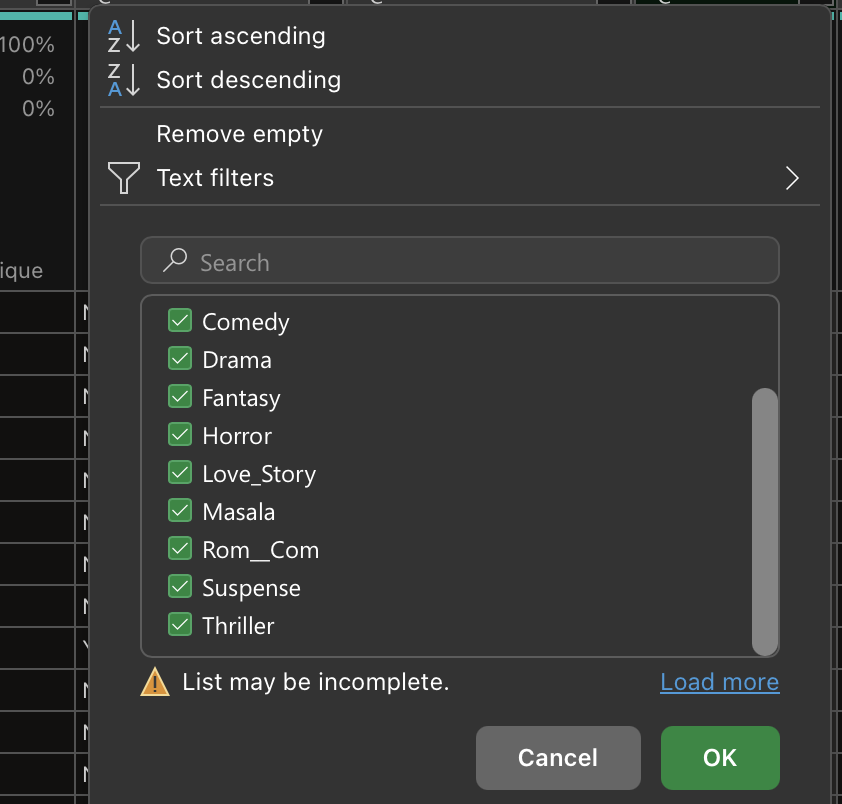 Sort ascending
Sort descending
Remove empty
Text filters
100%
0%
0%
ique
Search
Comedy
Drama
Fantasy
Horror
Love_Story
Masala
Rom__Com
Suspense
Thriller
List may be incomplete. Load more
Cancel OK